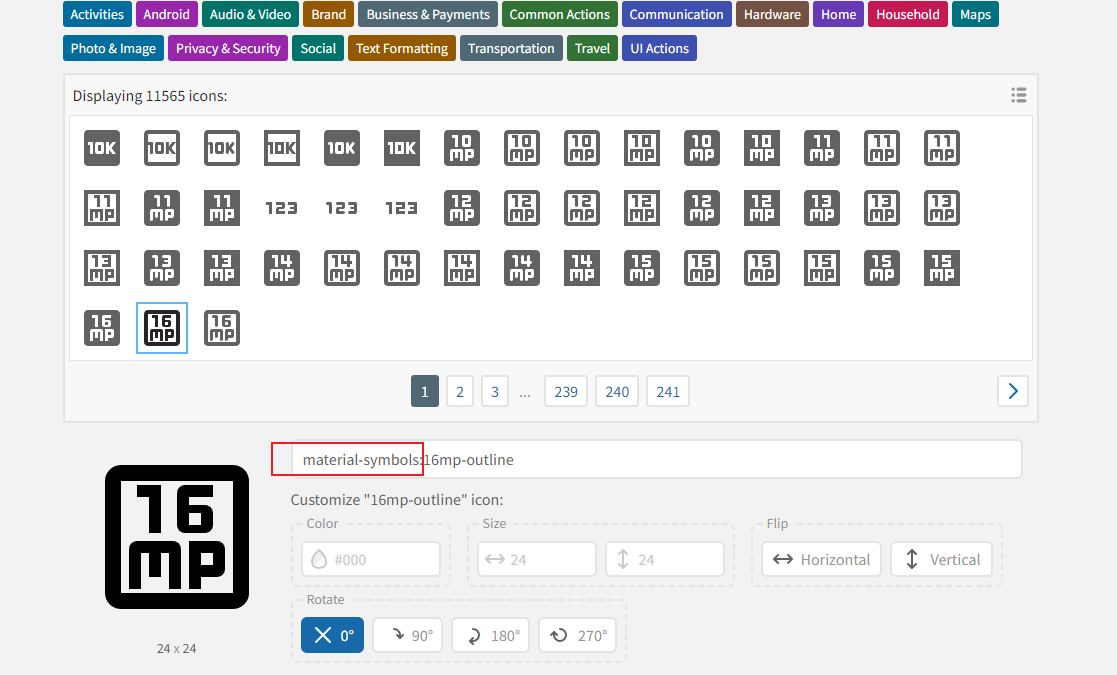 Activities Android Audio & Video Brand Business & Payments Common Actions Communication Hardware Home Household Maps
Photo & Image Privacy & Security Social Text Formatting Transportation Travel UI Actions
Displaying 11565 icons:
10K 10K 10K 10K 10K 10K 10 MP 10 MP 10 MP 10 MP 10 MP 10 MP 11 MP 11 MP 11 MP
11 MP 11 MP 11 MP 123 123 123 12 MP 12 MP 12 MP 12 MP 12 MP 12 MP 13 MP 13 MP 13 MP
13 MP 13 MP 13 MP 14 MP 14 MP 14 MP 14 MP 14 MP 14 MP 15 MP 15 MP 15 MP 15 MP 15 MP 15 MP
16 MP 16 MP 16 MP
1 2 3 ... 239 240 241
material-symbols:16mp-outline
Customize "16mp-outline" icon:
Color Size Flip
#000 24 24 Horizontal Vertical
Rotate
0° 90° 180° 270°
16
MP
24 x 24